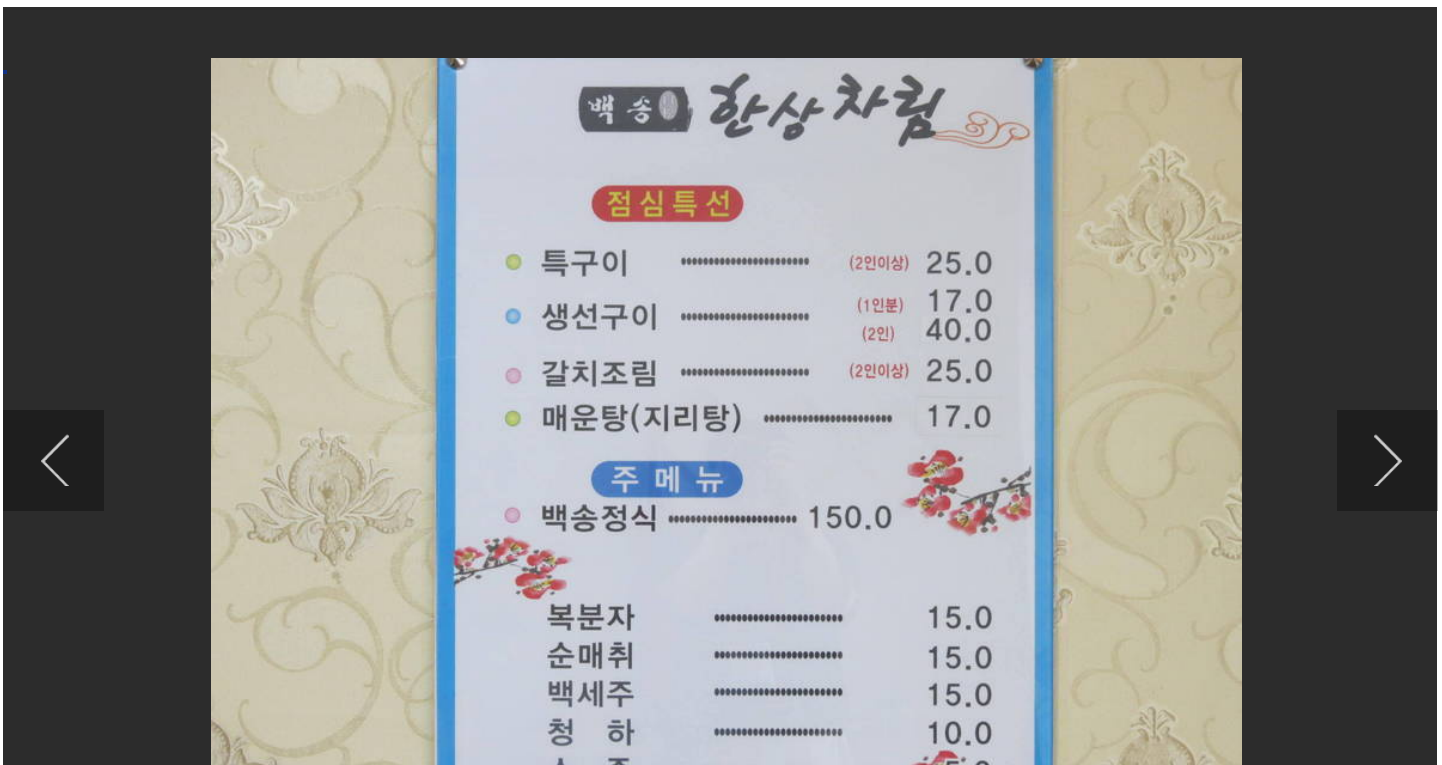 백송 한상차림
점심특선
특구이 (2인이상) 25.0
생선구이 (1인분) 17.0
(2인) 40.0
갈치조림 (2인이상) 25.0
매운탕(지리탕) 17.0
주 메 뉴
백송정식 150.0
복분자 15.0
순매취 15.0
백세주 15.0
청 하 10.0